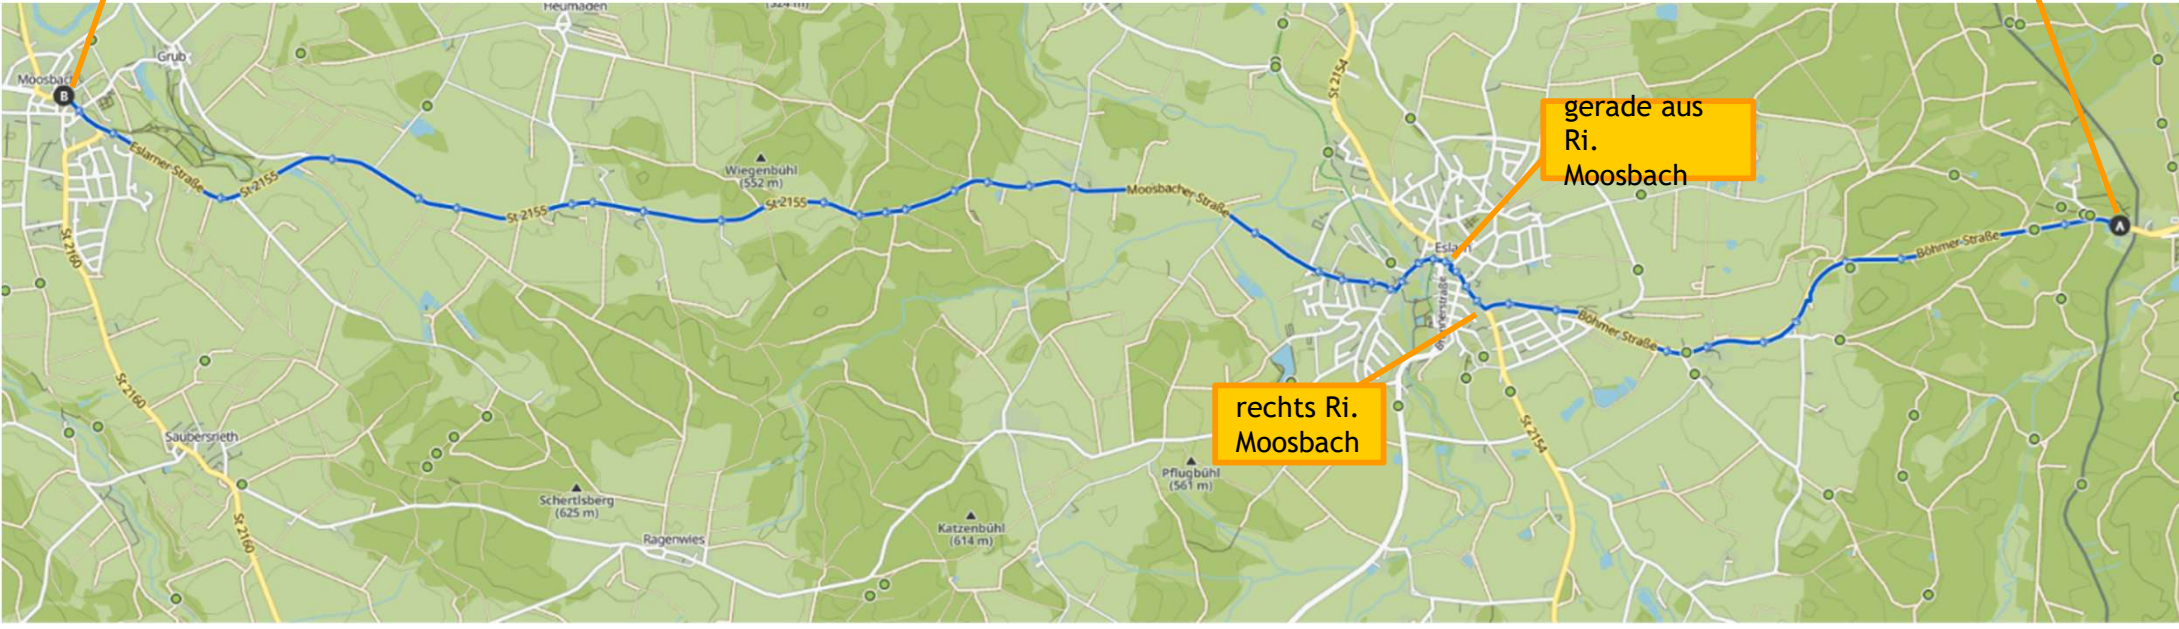 Heumaden
(524 m)
Grub
Moosbach
B
St 2154
gerade aus
Ri.
Moosbach
Eslarner Straße
St 2155
Wiegenbühl
(552 m)
St 2155
St 2155
Moosbacher Straße
A
St 2160
Eslarn
Böhmer Straße
Böhmer Straße
rechts Ri.
Moosbach
St 2160
St 2154
Saubersrieth
Pflugbühl
(561 m)
Schertlsberg
(625 m)
Katzenbühl
(614 m)
St 2160
Ragenwies